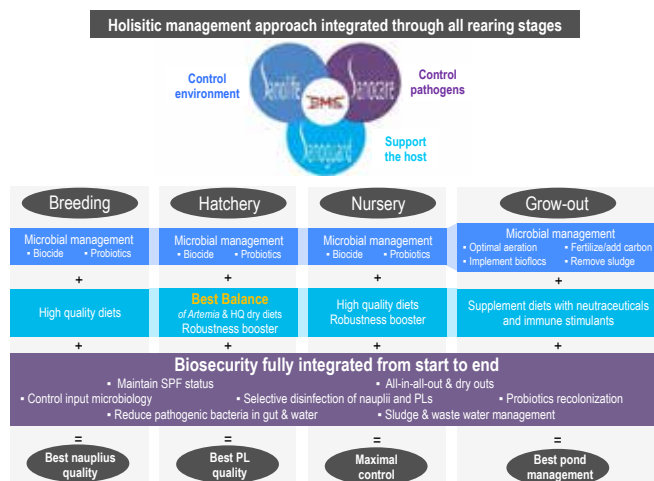 Holisitic management approach integrated through all rearing stages
Control
environment
Sanolife
Sanocare
Control
pathogens
BMS
Sanoguard
Support
the host
Breeding
Hatchery
Nursery
Grow-out
Microbial management
▪ Biocide ▪ Probiotics
Microbial management
▪ Biocide ▪ Probiotics
Microbial management
▪ Biocide ▪ Probiotics
Microbial management
▪ Optimal aeration ▪ Fertilize/add carbon
▪ Implement bioflocs ▪ Remove sludge
+ + + +
High quality diets
Best Balance
of Artemia & HQ dry diets
Robustness booster
High quality diets
Robustness booster
Supplement diets with neutraceuticals
and immune stimulants
+ + + +
Biosecurity fully integrated from start to end
▪ Maintain SPF status ▪ All-in-all-out & dry outs
▪ Control input microbiology ▪ Selective disinfection of nauplii and PLs ▪ Probiotics recolonization
▪ Reduce pathogenic bacteria in gut & water ▪ Sludge & waste water management
= = = =
Best nauplius
quality
Best PL
quality
Maximal
control
Best pond
management